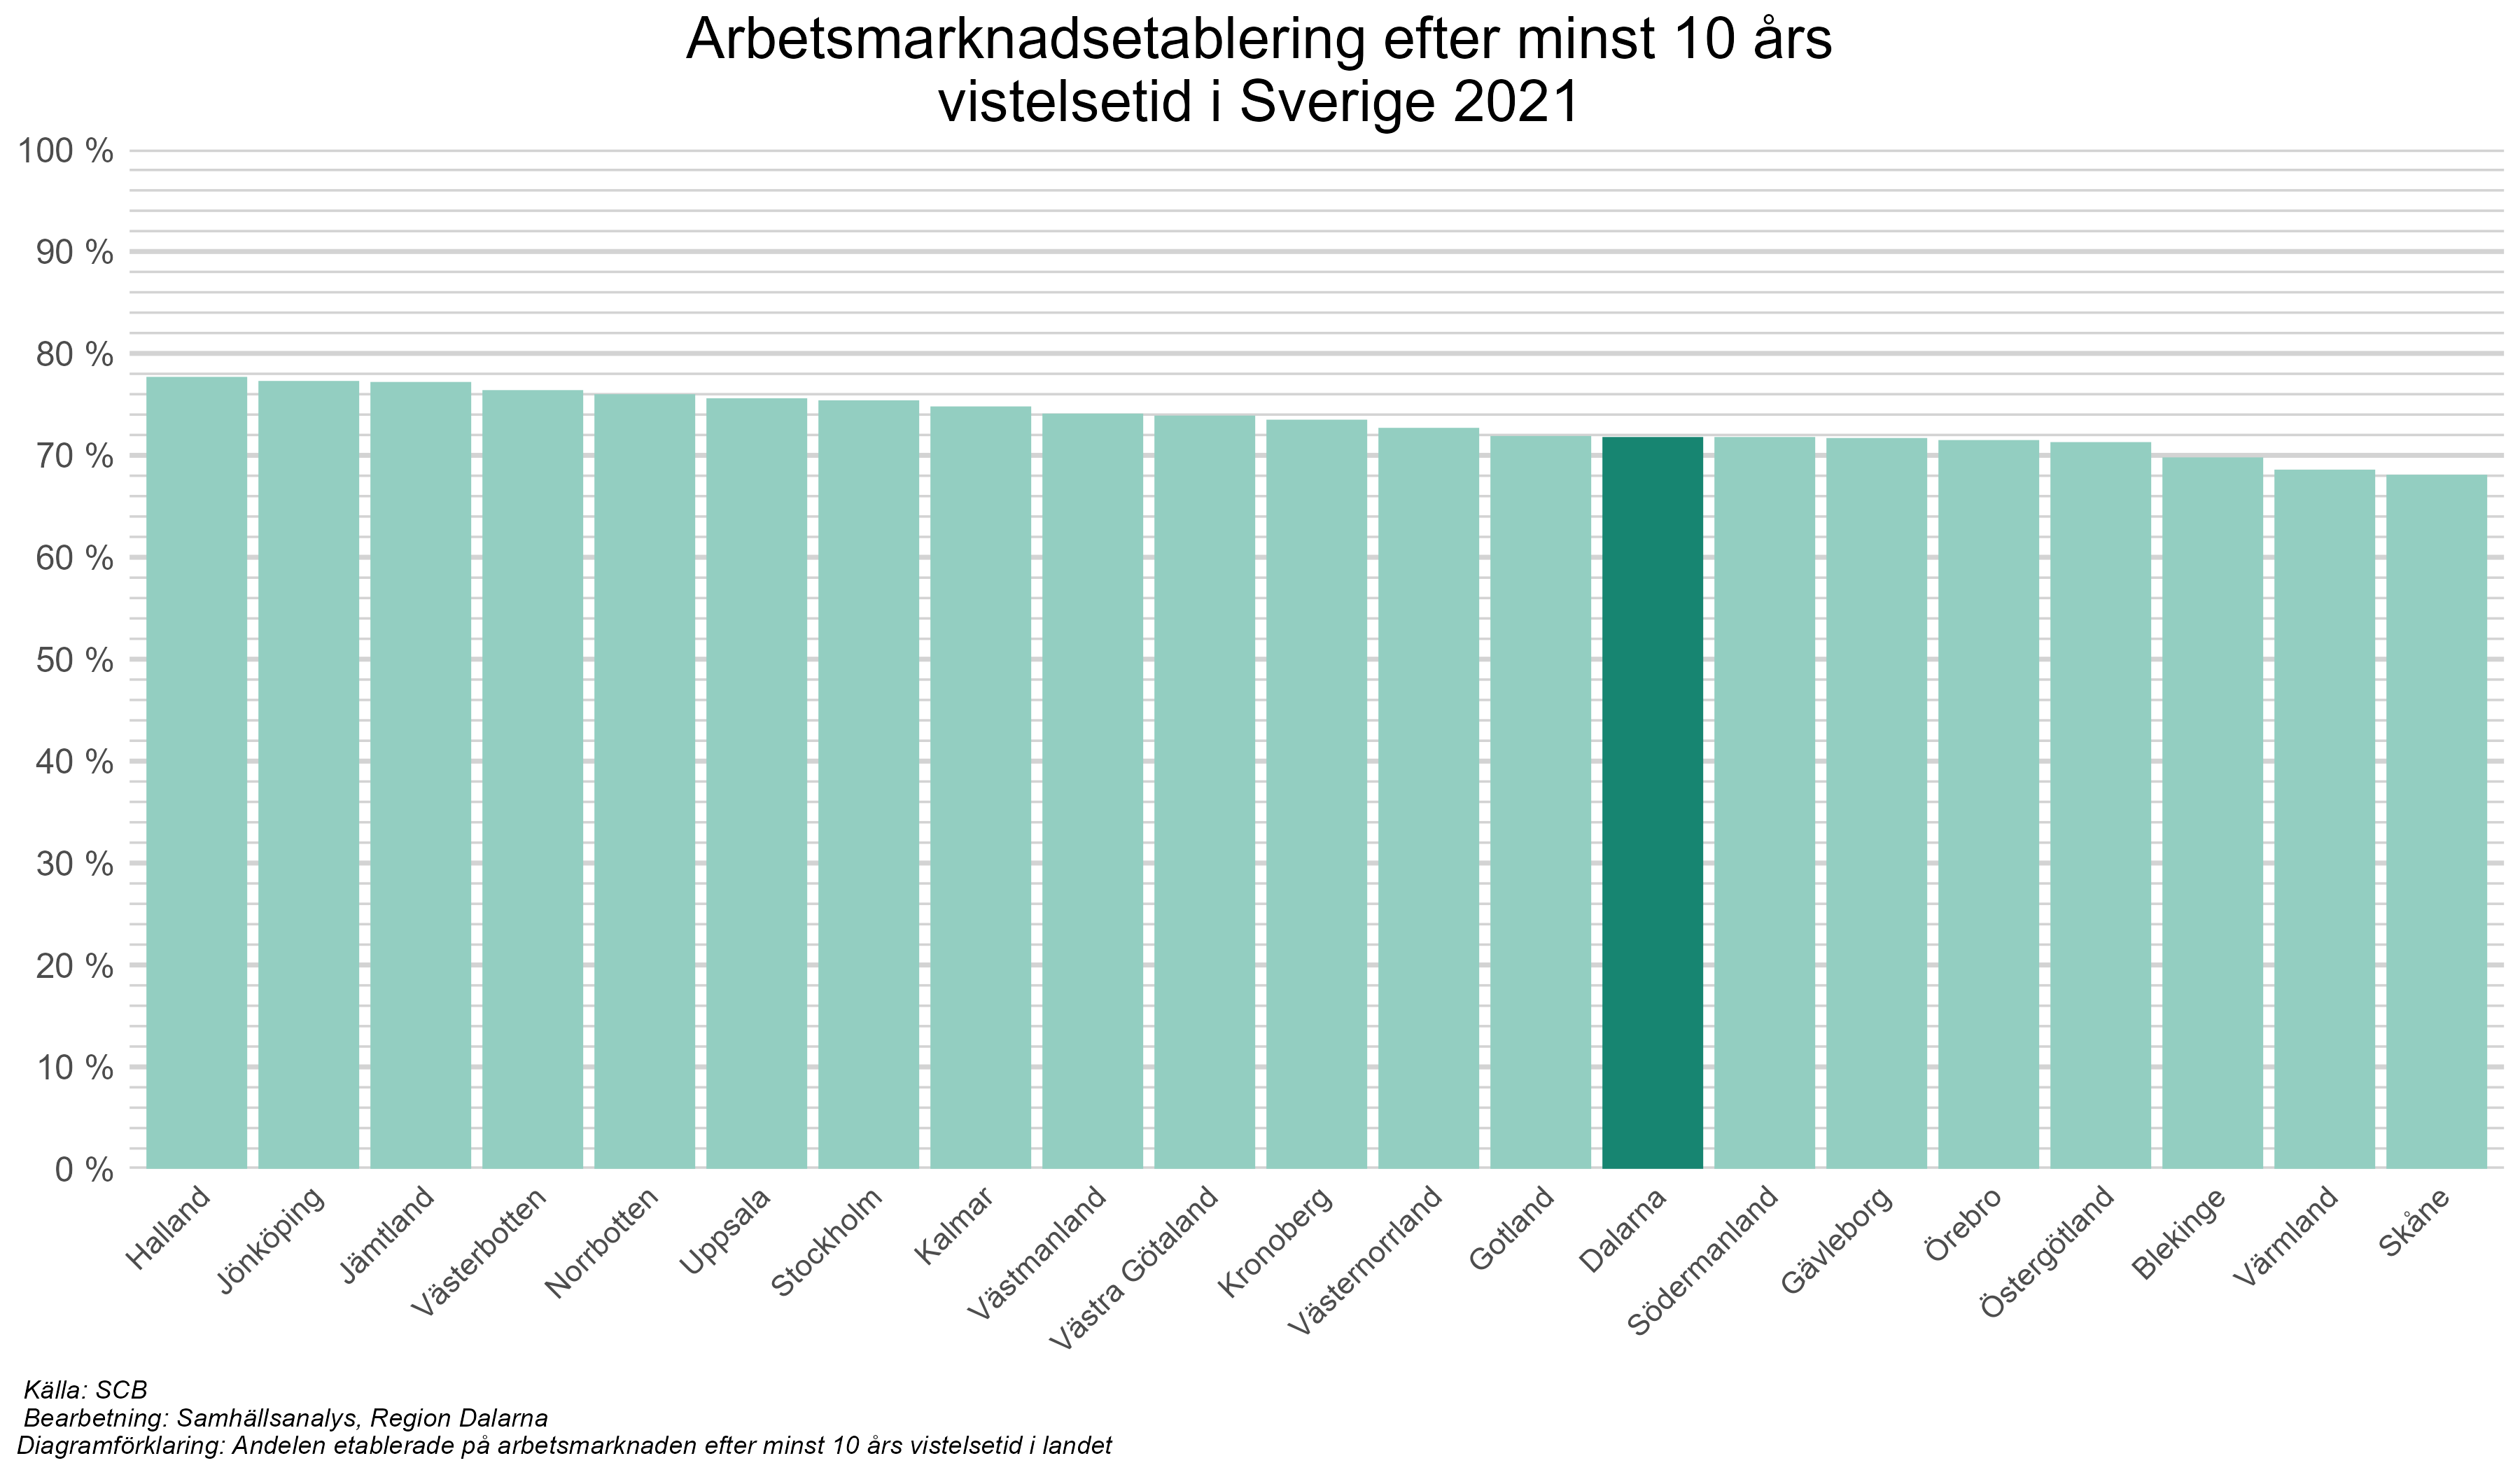 Arbetsmarknadsetablering efter minst 10 års
vistelsetid i Sverige 2021
100 %
90 %
80 %
70 %
60 %
50 %
40 %
30 %
20 %
10 %
0 %
Halland
Jönköping
Jämtland
Västerbotten
Norrbotten
Uppsala
Stockholm
Kalmar
Västmanland
Västra Götaland
Kronoberg
Västernorrland
Gotland
Dalarna
Södermanland
Gävleborg
Örebro
Östergötland
Blekinge
Värmland
Skåne
Källa: SCB
Bearbetning: Samhällsanalys, Region Dalarna
Diagramförklaring: Andelen etablerade på arbetsmarknaden efter minst 10 års vistelsetid i landet